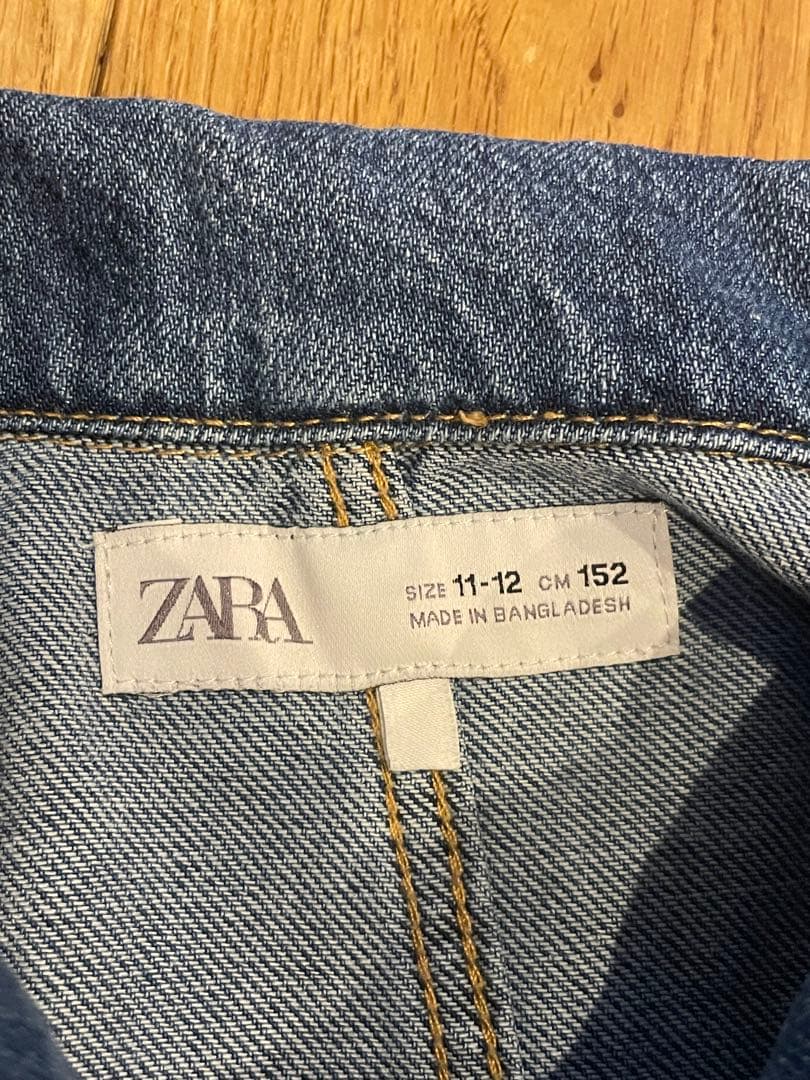 ZARA
SIZE 11-12 CM 152
MADE IN BANGLADESH